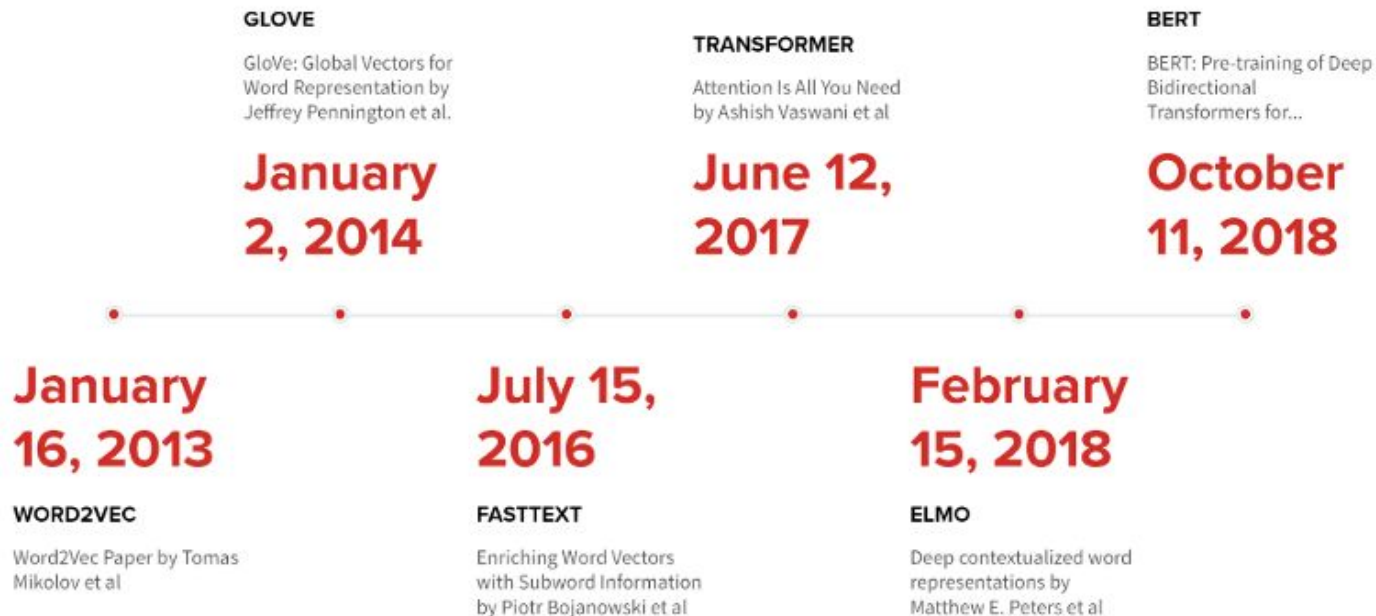 GLOVE
GloVe: Global Vectors for
Word Representation by
Jeffrey Pennington et al.
January
2, 2014
TRANSFORMER
Attention Is All You Need
by Ashish Vaswani et al
June 12,
2017
BERT
BERT: Pre-training of Deep
Bidirectional
Transformers for...
October
11, 2018
January
16, 2013
WORD2VEC
Word2Vec Paper by Tomas
Mikolov et al
July 15,
2016
FASTTEXT
Enriching Word Vectors
with Subword Information
by Piotr Bojanowski et al
February
15, 2018
ELMO
Deep contextualized word
representations by
Matthew E. Peters et al